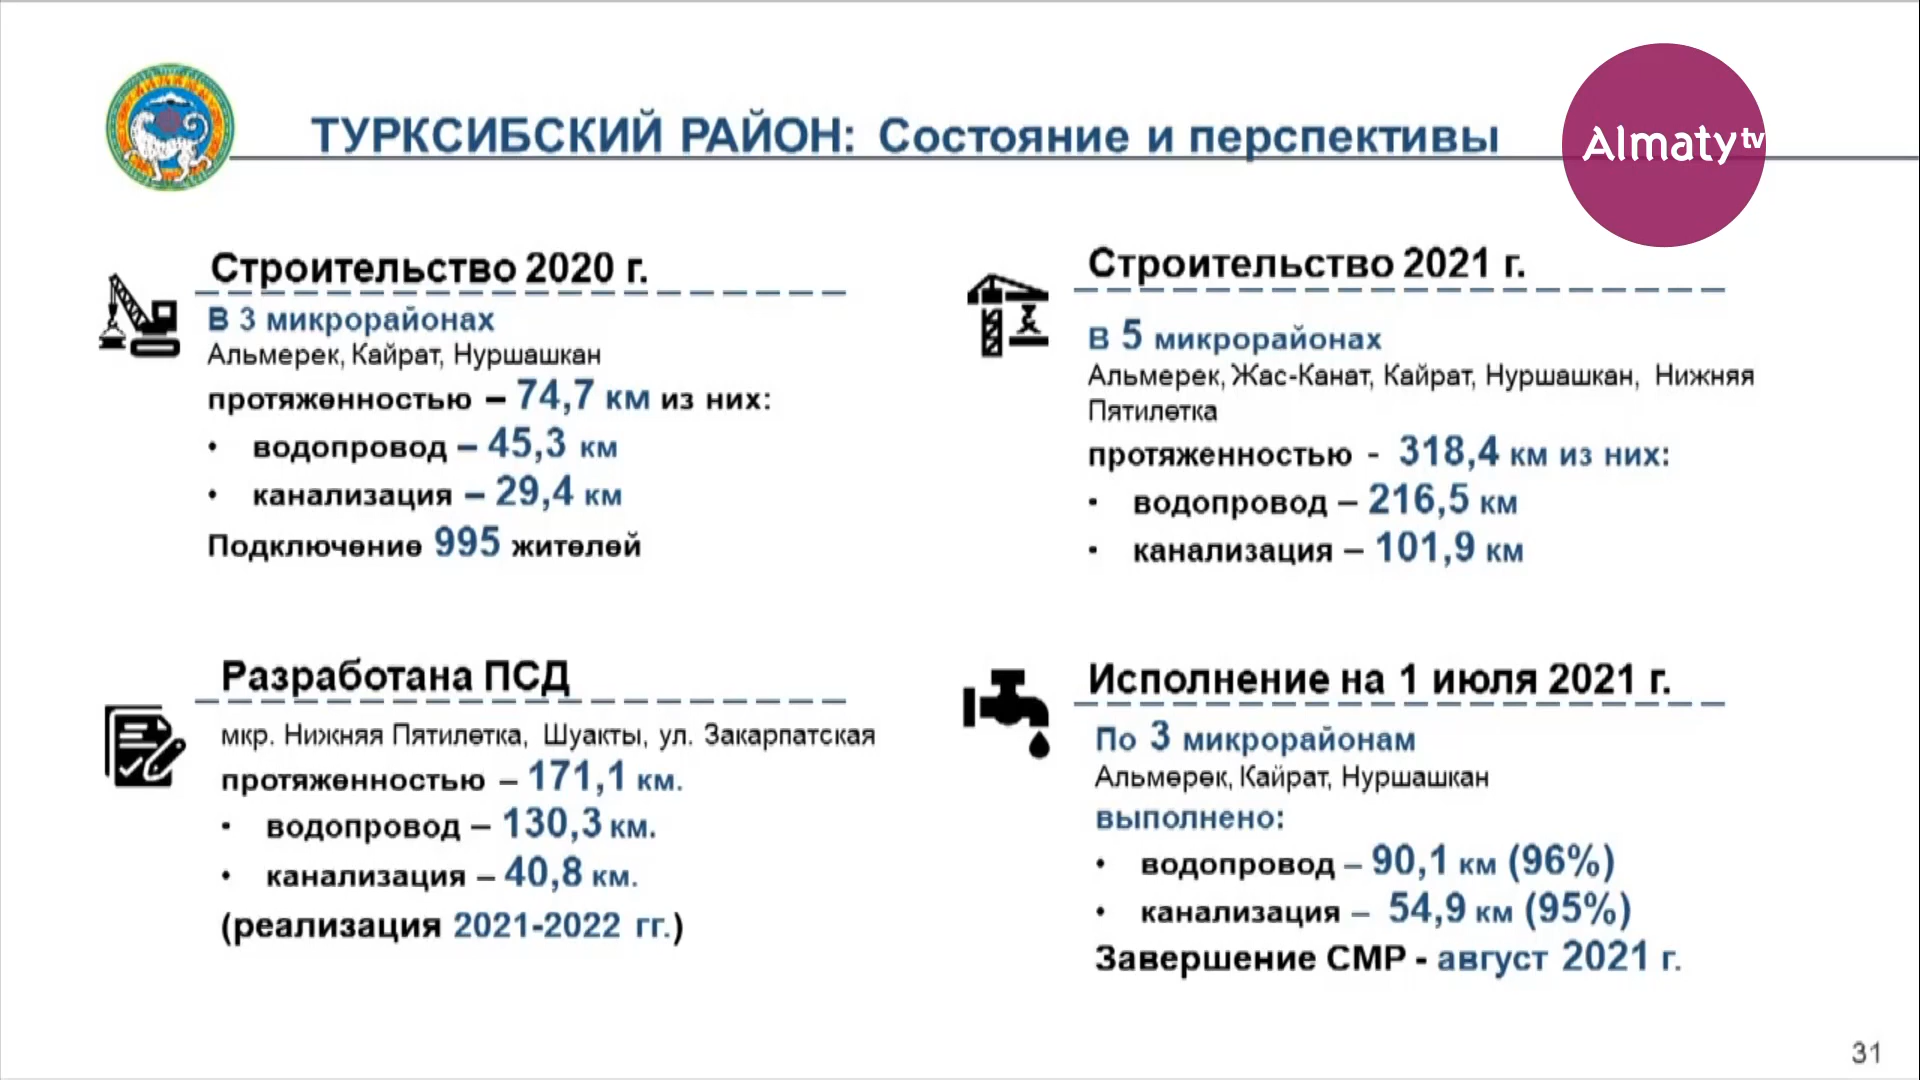 ТУРКСИБСКИЙ РАЙОН: Состояние и перспективы
Almaty tv
Строительство 2020 г.
В 3 микрорайонах
Альмерек, Кайрат, Нуршашкан
протяженностью – 74,7 км из них:
• водопровод – 45,3 км
• канализация – 29,4 км
Подключение 995 жителей
Строительство 2021 г.
В 5 микрорайонах
Альмерек, Жас-Канат, Кайрат, Нуршашкан, Нижняя
Пятилетка
протяженностью - 318,4 км из них:
• водопровод – 216,5 км
• канализация – 101,9 км
Разработана ПСД
мкр. Нижняя Пятилетка, Шуакты, ул. Закарпатская
протяженностью – 171,1 км.
• водопровод – 130,3 км.
• канализация – 40,8 км.
(реализация 2021-2022 гг.)
Исполнение на 1 июля 2021 г.
По 3 микрорайонам
Альмерек, Кайрат, Нуршашкан
выполнено:
• водопровод – 90,1 км (96%)
• канализация – 54,9 км (95%)
Завершение СМР - август 2021 г.
31